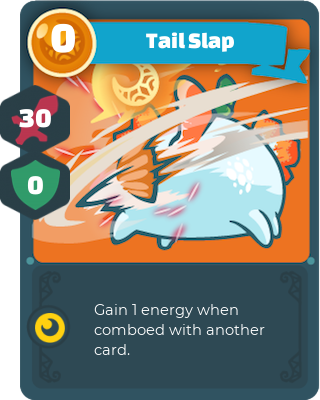 0
Tail Slap
30
0
Gain 1 energy when
comboed with another
card.